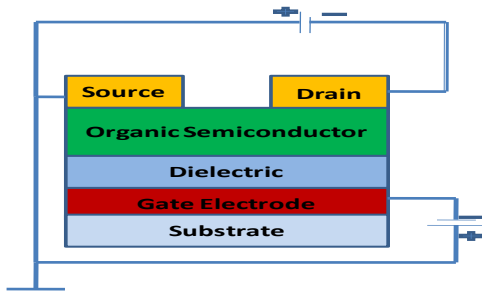 + −
Source
Drain
Organic Semiconductor
Dielectric
Gate Electrode
−
+
Substrate